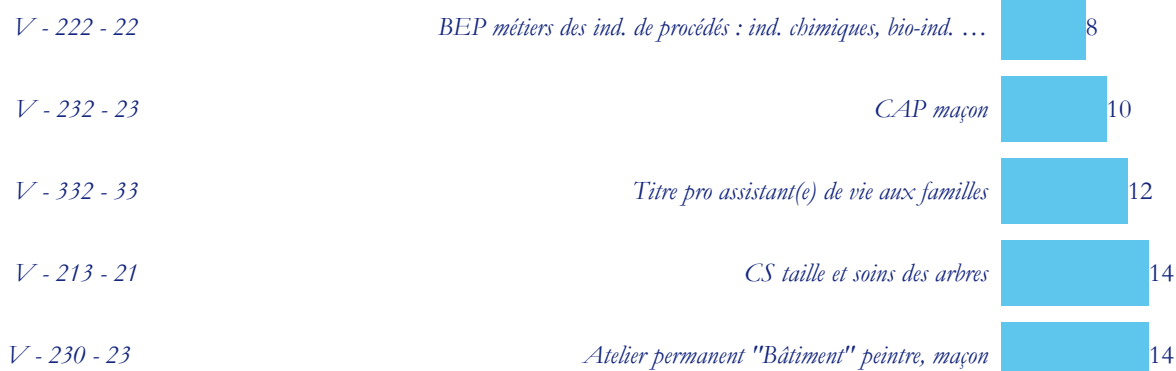 V - 222 - 22 BEP métiers des ind. de procédés : ind. chimiques, bio-ind. … 8
V - 232 - 23 CAP maçon 10
V - 332 - 33 Titre pro assistant(e) de vie aux familles 12
V - 213 - 21 CS taille et soins des arbres 14
V - 230 - 23 Atelier permanent "Bâtiment" peintre, maçon 14